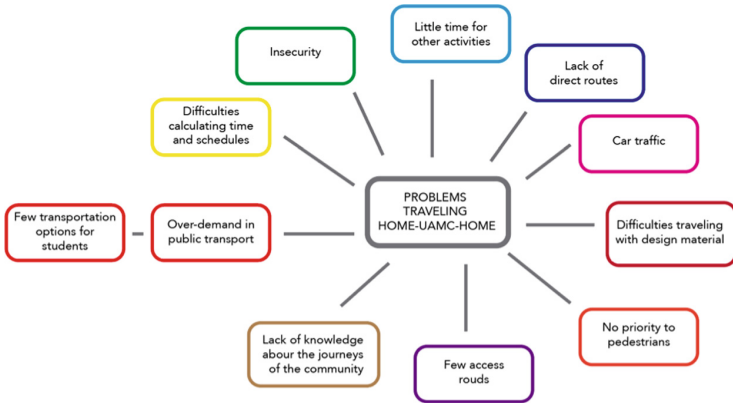 Little time for
other activities
Insecurity
Lack of
direct routes
Difficulties
calculating time
and schedules
Car traffic
PROBLEMS
TRAVELING
HOME-UAMC-HOME
Few transportation
options for
students
Over-demand in
public transport
Difficulties traveling
with design material
Lack of knowledge
abour the journeys
of the community
Few access
rouds
No priority to
pedestrians